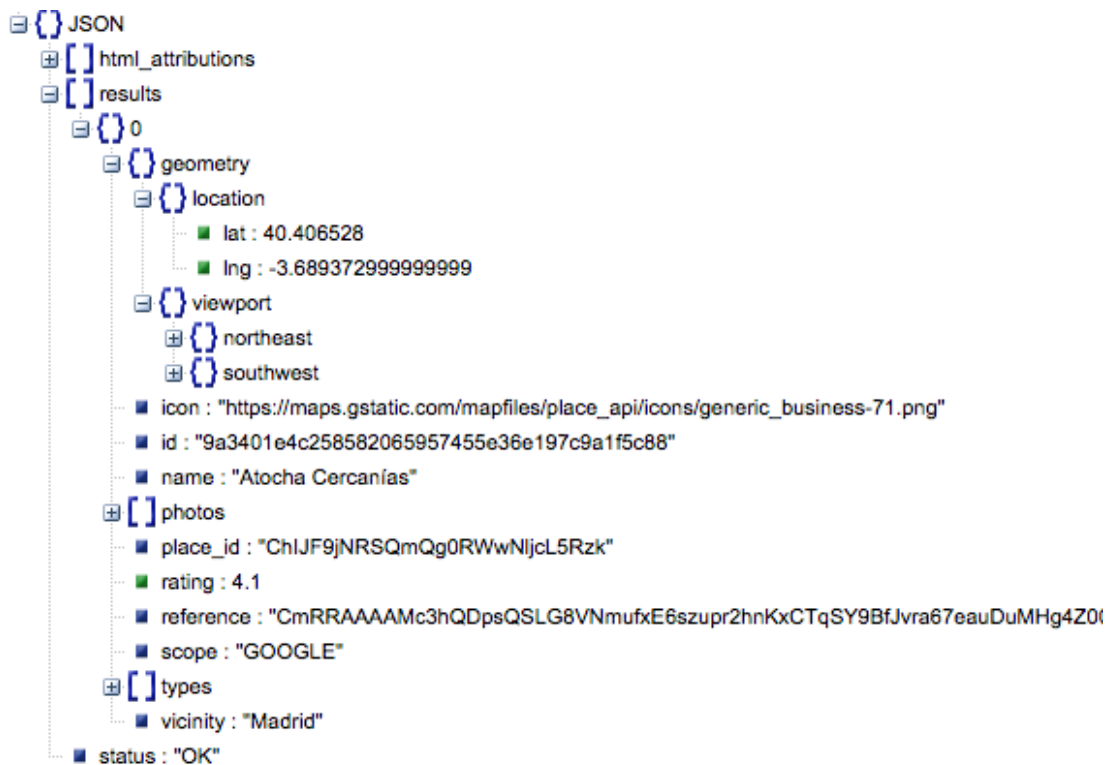 JSON
html_attributions
results
0
geometry
location
lat : 40.406528
lng : -3.689372999999999
viewport
northeast
southwest
icon : "https://maps.gstatic.com/mapfiles/place_api/icons/generic_business-71.png"
id : "9a3401e4c258582065957455e36e197c9a1f5c88"
name : "Atocha Cercanías"
photos
place_id : "ChIJF9jNRSQmQg0RWwNljcL5Rzk"
rating : 4.1
reference : "CmRRAAAAMc3hQDpsQSLG8VNmufxE6szupr2hnKxCTqSY9BfJvra67eauDuMHg4Z0
scope : "GOOGLE"
types
vicinity : "Madrid"
status : "OK"